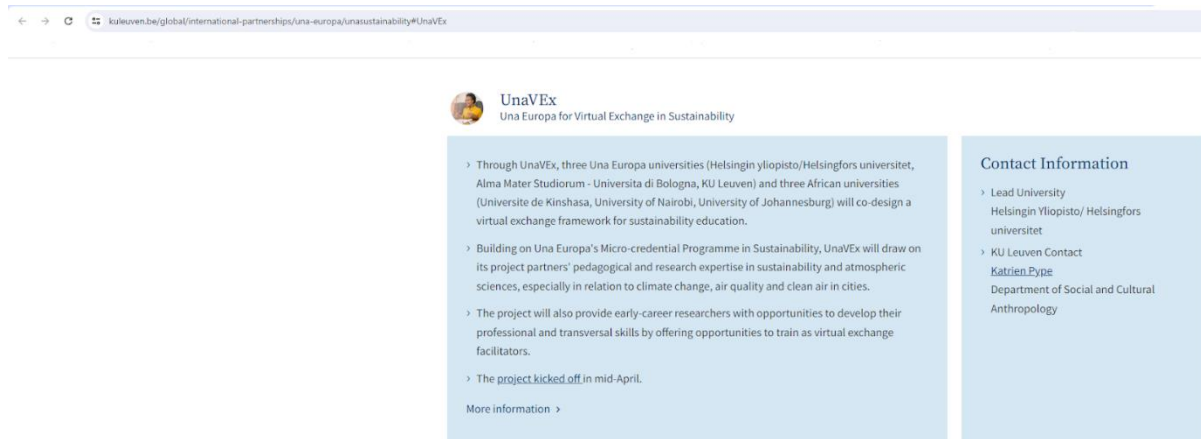 kuleuven.be/global/international-partnerships/una-europa/unasustainability#UnaVEx
UnaVEx
Una Europa for Virtual Exchange in Sustainability
› Through UnaVEx, three Una Europa universities (Helsingin yliopisto/Helsingfors universitet,
Alma Mater Studiorum - Universita di Bologna, KU Leuven) and three African universities
(Universite de Kinshasa, University of Nairobi, University of Johannesburg) will co-design a
virtual exchange framework for sustainability education.
› Building on Una Europa's Micro-credential Programme in Sustainability, UnaVEx will draw on
its project partners' pedagogical and research expertise in sustainability and atmospheric
sciences, especially in relation to climate change, air quality and clean air in cities.
› The project will also provide early-career researchers with opportunities to develop their
professional and transversal skills by offering opportunities to train as virtual exchange
facilitators.
› The project kicked off in mid-April.
More information ›
Contact Information
› Lead University
Helsingin Yliopisto/ Helsingfors
universitet
› KU Leuven Contact
Katrien Pype
Department of Social and Cultural
Anthropology